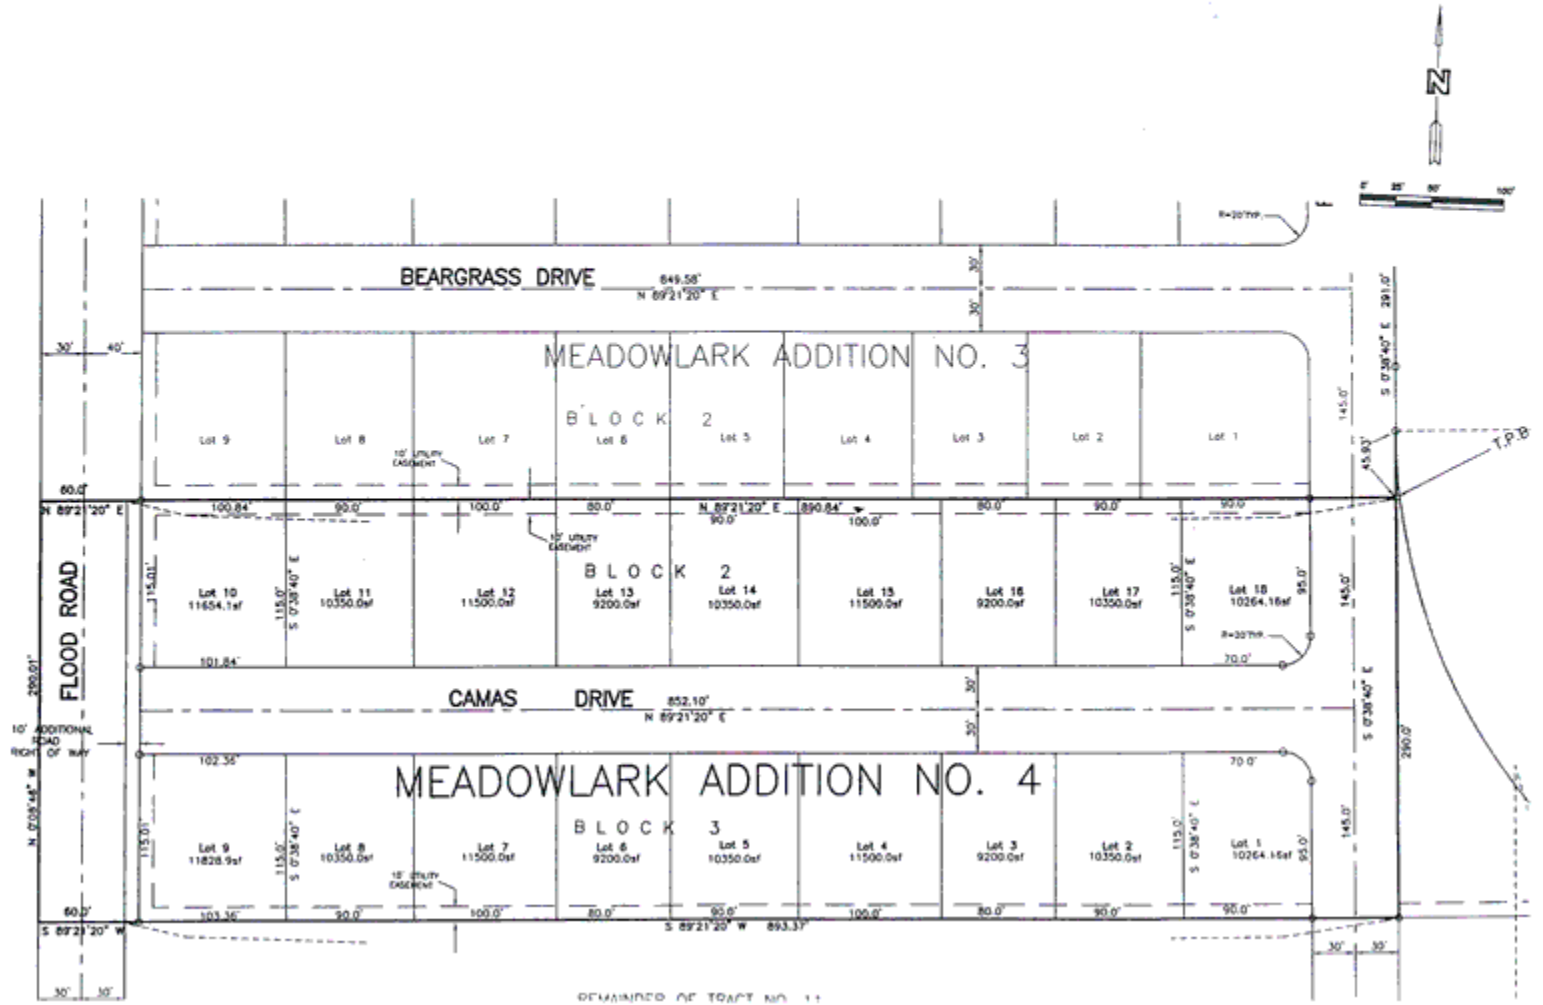 N
0' 25' 50' 100'
R=20'TYP.
BEARGRASS DRIVE
849.58'
N 89°21'20" E
30'
30'
S 0°38'40" E 291.0'
30' 40'
MEADOWLARK ADDITION NO. 3
BLOCK 2
145.0'
Lot 9
Lot 8
Lot 7
Lot 6
Lot 5
Lot 4
Lot 3
Lot 2
Lot 1
10' UTILITY
EASEMENT
45.93'
T.P.B
60.0'
N 89°21'20" E
100.84'
90.0'
100.0'
80.0'
N 89°21'20" E 890.84'
90.0'
100.0'
80.0'
90.0'
90.0'
10' UTILITY
EASEMENT
BLOCK 2
FLOOD ROAD
115.01'
115.0'
S 0°38'40" E
Lot 10
11654.1sf
Lot 11
10350.0sf
Lot 12
11500.0sf
Lot 13
9200.0sf
Lot 14
10350.0sf
Lot 15
11500.0sf
Lot 16
9200.0sf
Lot 17
10350.0sf
115.0'
S 0°38'40" E
Lot 18
10264.16sf
95.0'
145.0'
R=20'TYP.
101.84'
70.0'
290.01'
CAMAS DRIVE
852.10'
N 89°21'20" E
30'
30'
S 0°38'40" E
290.0'
10' ADDITIONAL
ROAD
RIGHT OF WAY
102.36'
70.0'
MEADOWLARK ADDITION NO. 4
BLOCK 3
N 0°05'46" W
115.01'
115.0'
S 0°38'40" E
Lot 9
11828.9sf
Lot 8
10350.0sf
Lot 7
11500.0sf
Lot 6
9200.0sf
Lot 5
10350.0sf
Lot 4
11500.0sf
Lot 3
9200.0sf
Lot 2
10350.0sf
115.0'
S 0°38'40" E
Lot 1
10264.16sf
95.0'
145.0'
10' UTILITY
EASEMENT
60.0'
S 89°21'20" W
103.36'
90.0'
100.0'
80.0'
90.0'
100.0'
80.0'
90.0'
90.0'
S 89°21'20" W 893.37'
30' 30'
30' 30'
REMAINDER OF TRACT NO. 11